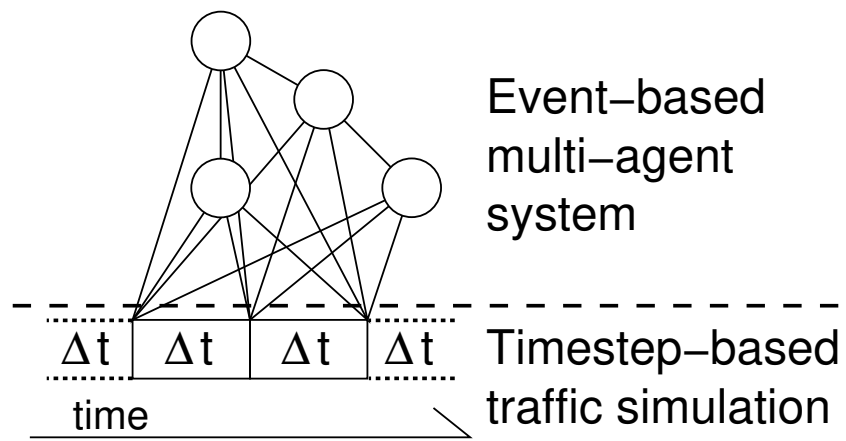 Event–based
multi–agent
system
Δt Δt Δt Δt
Timestep–based
traffic simulation
time